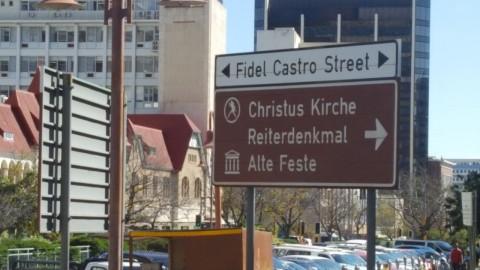 Fidel Castro Street
Christus Kirche
Reiterdenkmal
Alte Feste